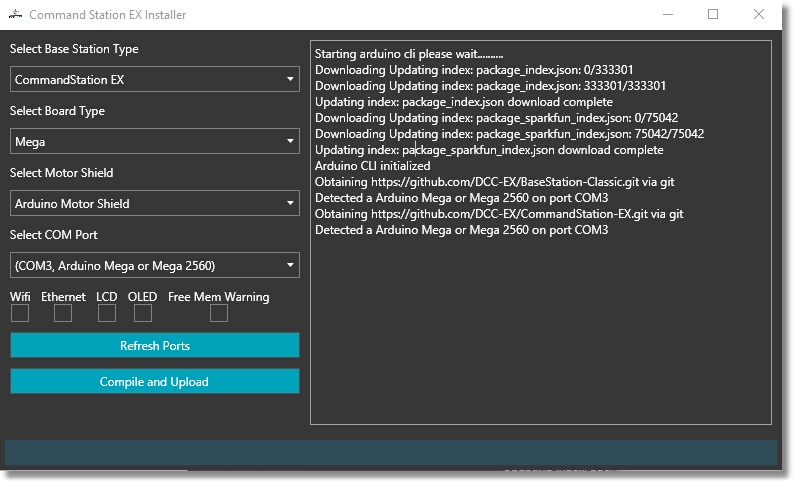 Command Station EX Installer
Select Base Station Type
CommandStation EX
Select Board Type
Mega
Select Motor Shield
Arduino Motor Shield
Select COM Port
(COM3, Arduino Mega or Mega 2560)
Wifi Ethernet LCD OLED Free Mem Warning
Refresh Ports
Compile and Upload
Starting arduino cli please wait..........
Downloading Updating index: package_index.json: 0/333301
Downloading Updating index: package_index.json: 333301/333301
Updating index: package_index.json download complete
Downloading Updating index: package_sparkfun_index.json: 0/75042
Downloading Updating index: package_sparkfun_index.json: 75042/75042
Updating index: package_sparkfun_index.json download complete
Arduino CLI initialized
Obtaining https://github.com/DCC-EX/BaseStation-Classic.git via git
Detected a Arduino Mega or Mega 2560 on port COM3
Obtaining https://github.com/DCC-EX/CommandStation-EX.git via git
Detected a Arduino Mega or Mega 2560 on port COM3